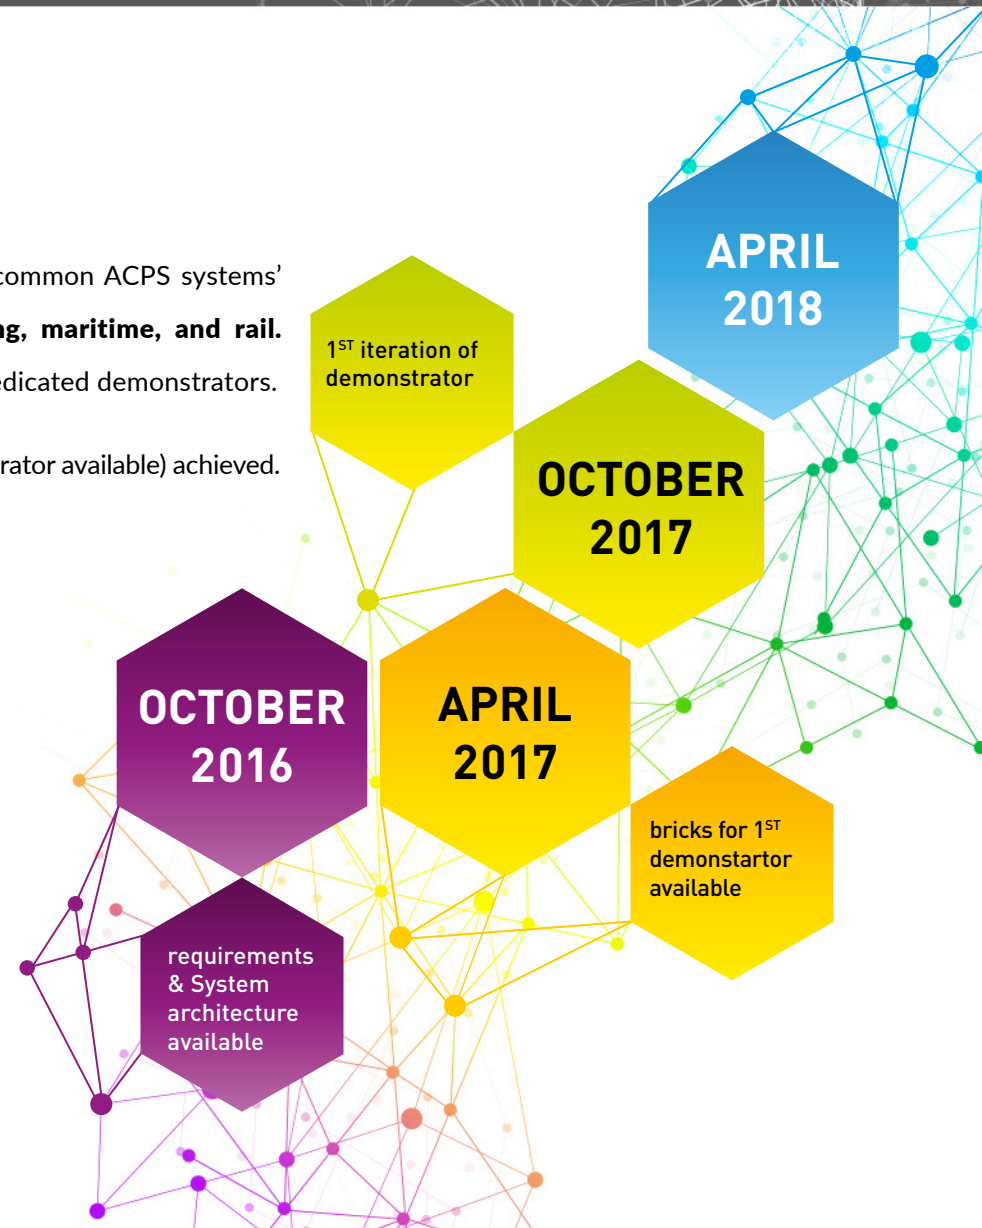 common ACPS systems’
ng, maritime, and rail.
edicated demonstrators.
rator available) achieved.
1ST iteration of
demonstrator
APRIL
2018
OCTOBER
2017
OCTOBER
2016
APRIL
2017
bricks for 1ST
demonstartor
available
requirements
& System
architecture
available